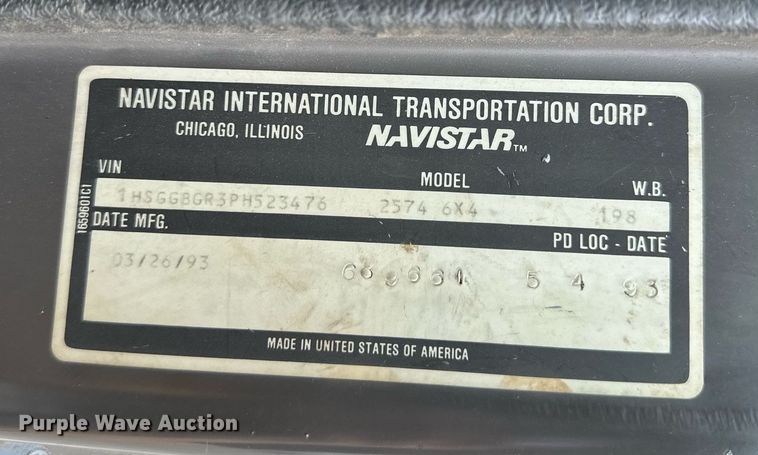 NAVISTAR INTERNATIONAL TRANSPORTATION CORP.
CHICAGO, ILLINOIS NAVISTAR™
VIN MODEL W.B.
1HSGGBGR3PH523476 2574 6X4 198
DATE MFG. PD LOC - DATE
03/26/93 5 4 93
MADE IN UNITED STATES OF AMERICA
1659601C1
Purple Wave Auction